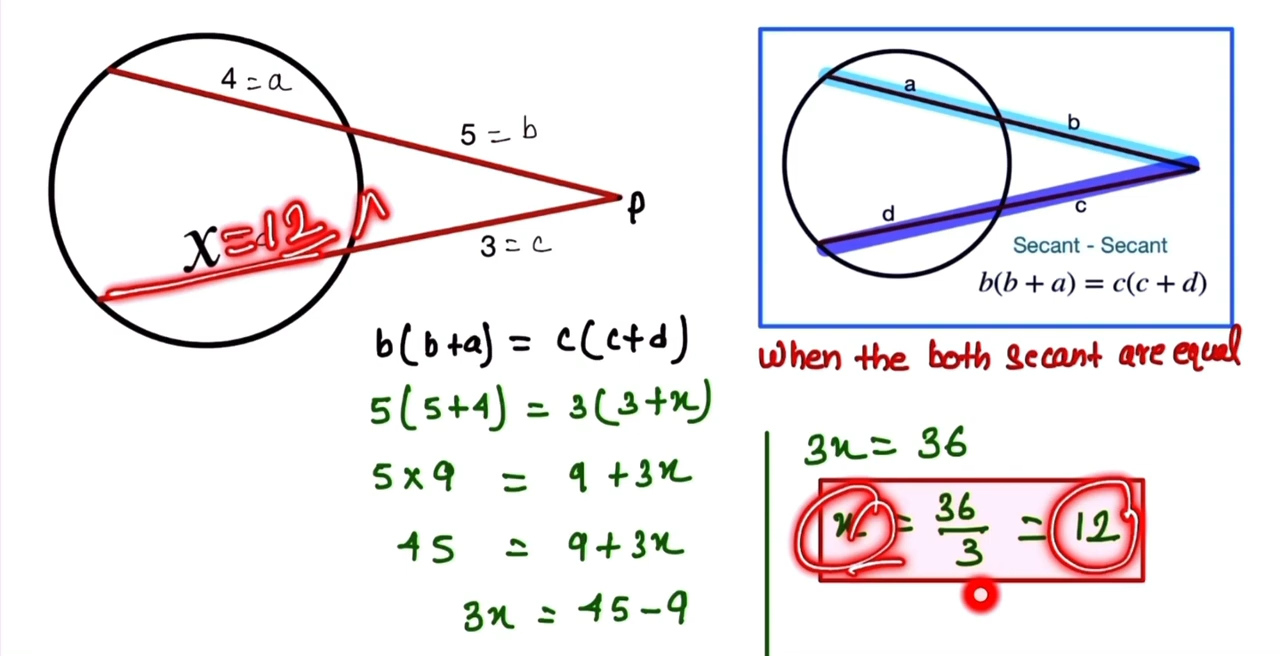 4 = a
5 = b
P
x = 12
3 = c
a
b
d
c
Secant - Secant
b(b + a) = c(c + d)
when the both secant are equal
b(b+a) = c(c+d)
5(5+4) = 3(3+x)
5×9 = 9+3x
45 = 9+3x
3x = 45-9
3x = 36
x = 36/3 = 12